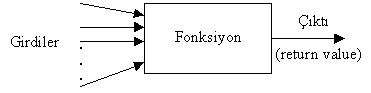 Girdiler
Fonksiyon
Çıktı
(return value)